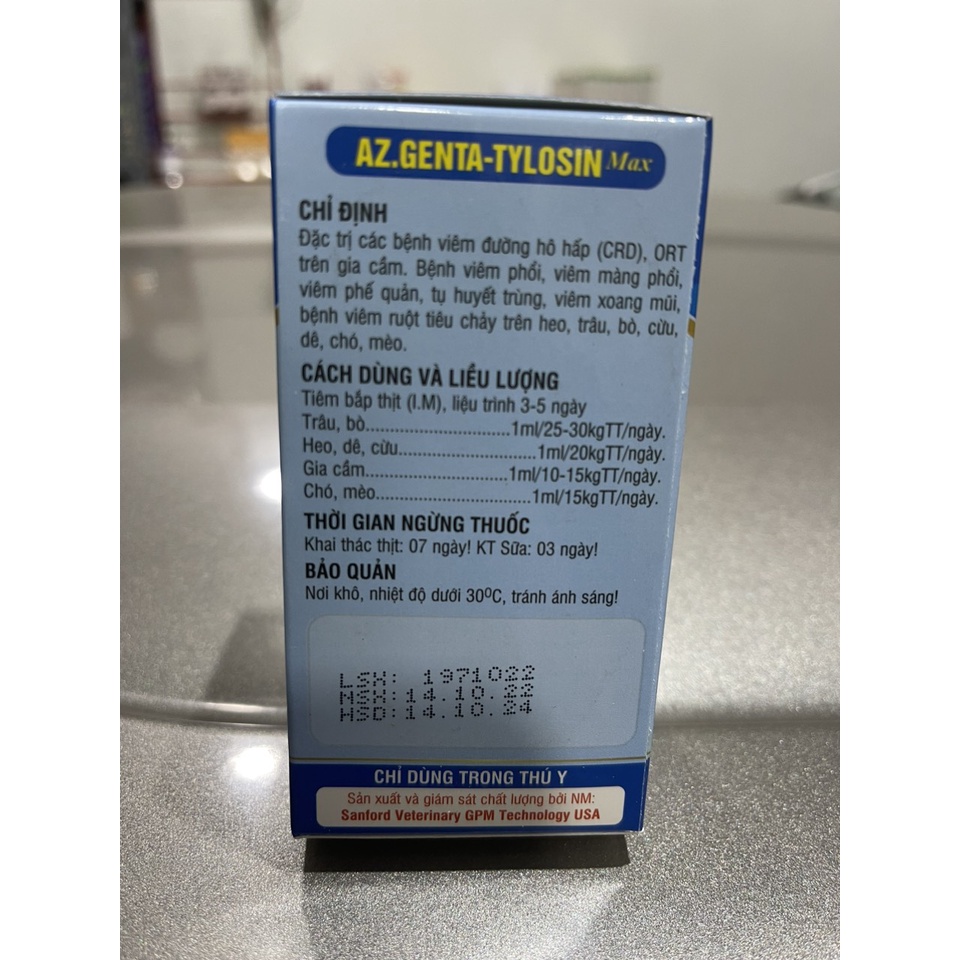 AZ.GENTA-TYLOSIN Max
CHỈ ĐỊNH
Đặc trị các bệnh viêm đường hô hấp (CRD), ORT
trên gia cầm. Bệnh viêm phổi, viêm màng phổi,
viêm phế quản, tụ huyết trùng, viêm xoang mũi,
bệnh viêm ruột tiêu chảy trên heo, trâu, bò, cừu,
dê, chó, mèo.
CÁCH DÙNG VÀ LIỀU LƯỢNG
Tiêm bắp thịt (I.M), liệu trình 3-5 ngày
Trâu, bò..............................1ml/25-30kgTT/ngày.
Heo, dê, cừu.............................1ml/20kgTT/ngày.
Gia cầm..............................1ml/10-15kgTT/ngày.
Chó, mèo................................1ml/15kgTT/ngày.
THỜI GIAN NGỪNG THUỐC
Khai thác thịt: 07 ngày! KT Sữa: 03 ngày!
BẢO QUẢN
Nơi khô, nhiệt độ dưới 30⁰C, tránh ánh sáng!
LSX: 1971022
NSX:14.10.22
HSD:14.10.24
CHỈ DÙNG TRONG THÚ Y
Sản xuất và giám sát chất lượng bởi NM:
Sanford Veterinary GPM Technology USA